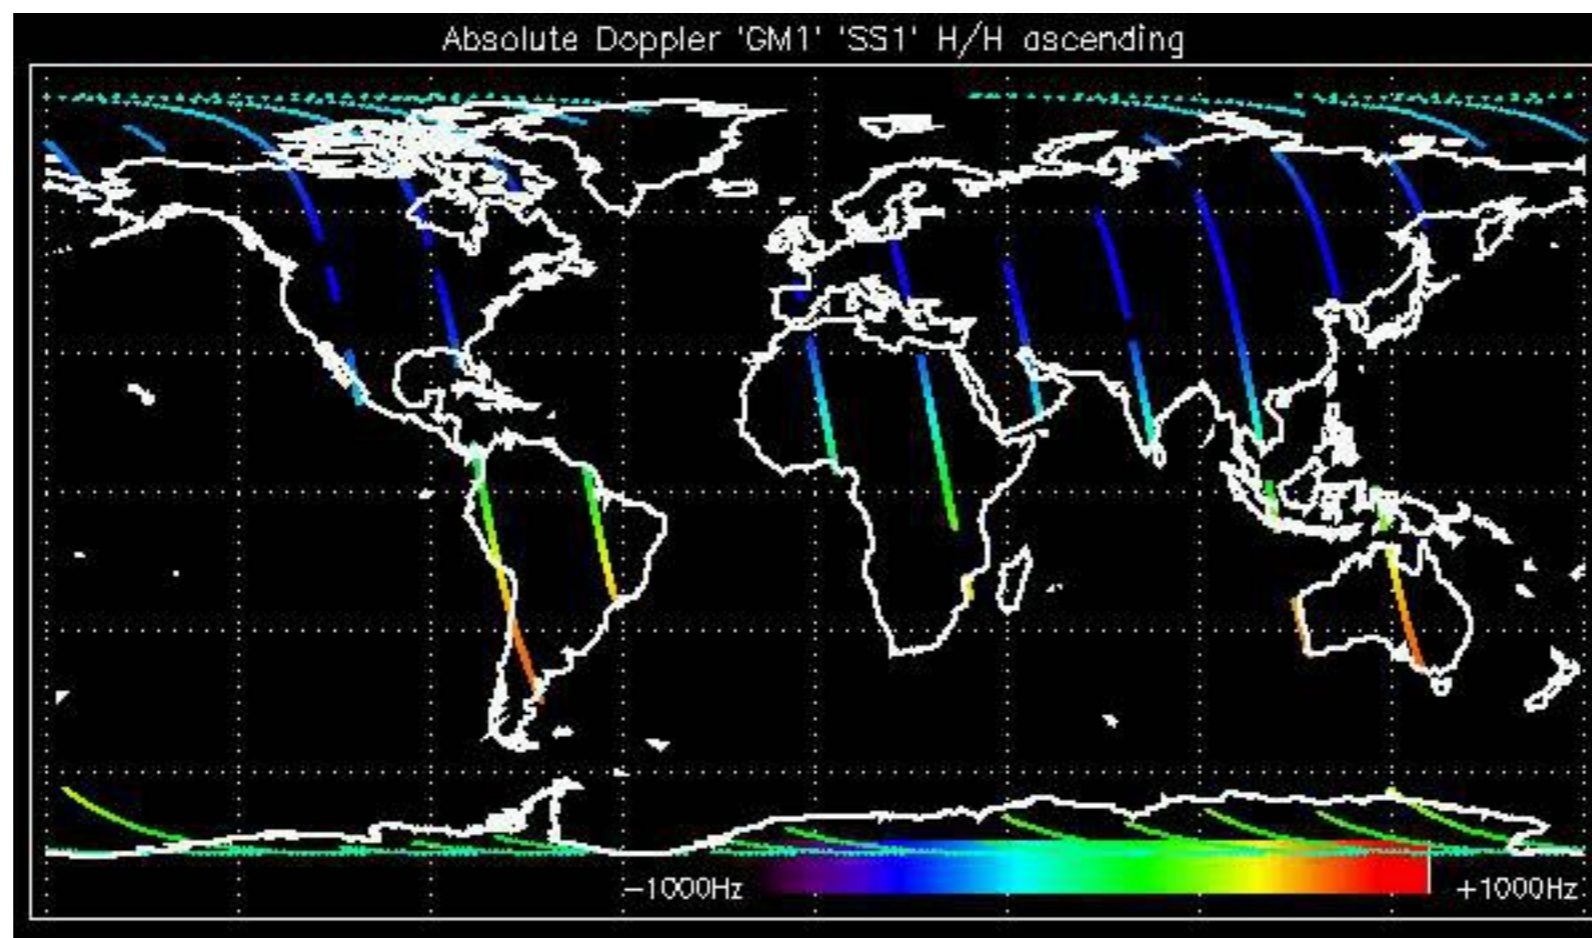 Absolute Doppler 'GM1' 'SS1' H/H ascending
−1000Hz
+1000Hz